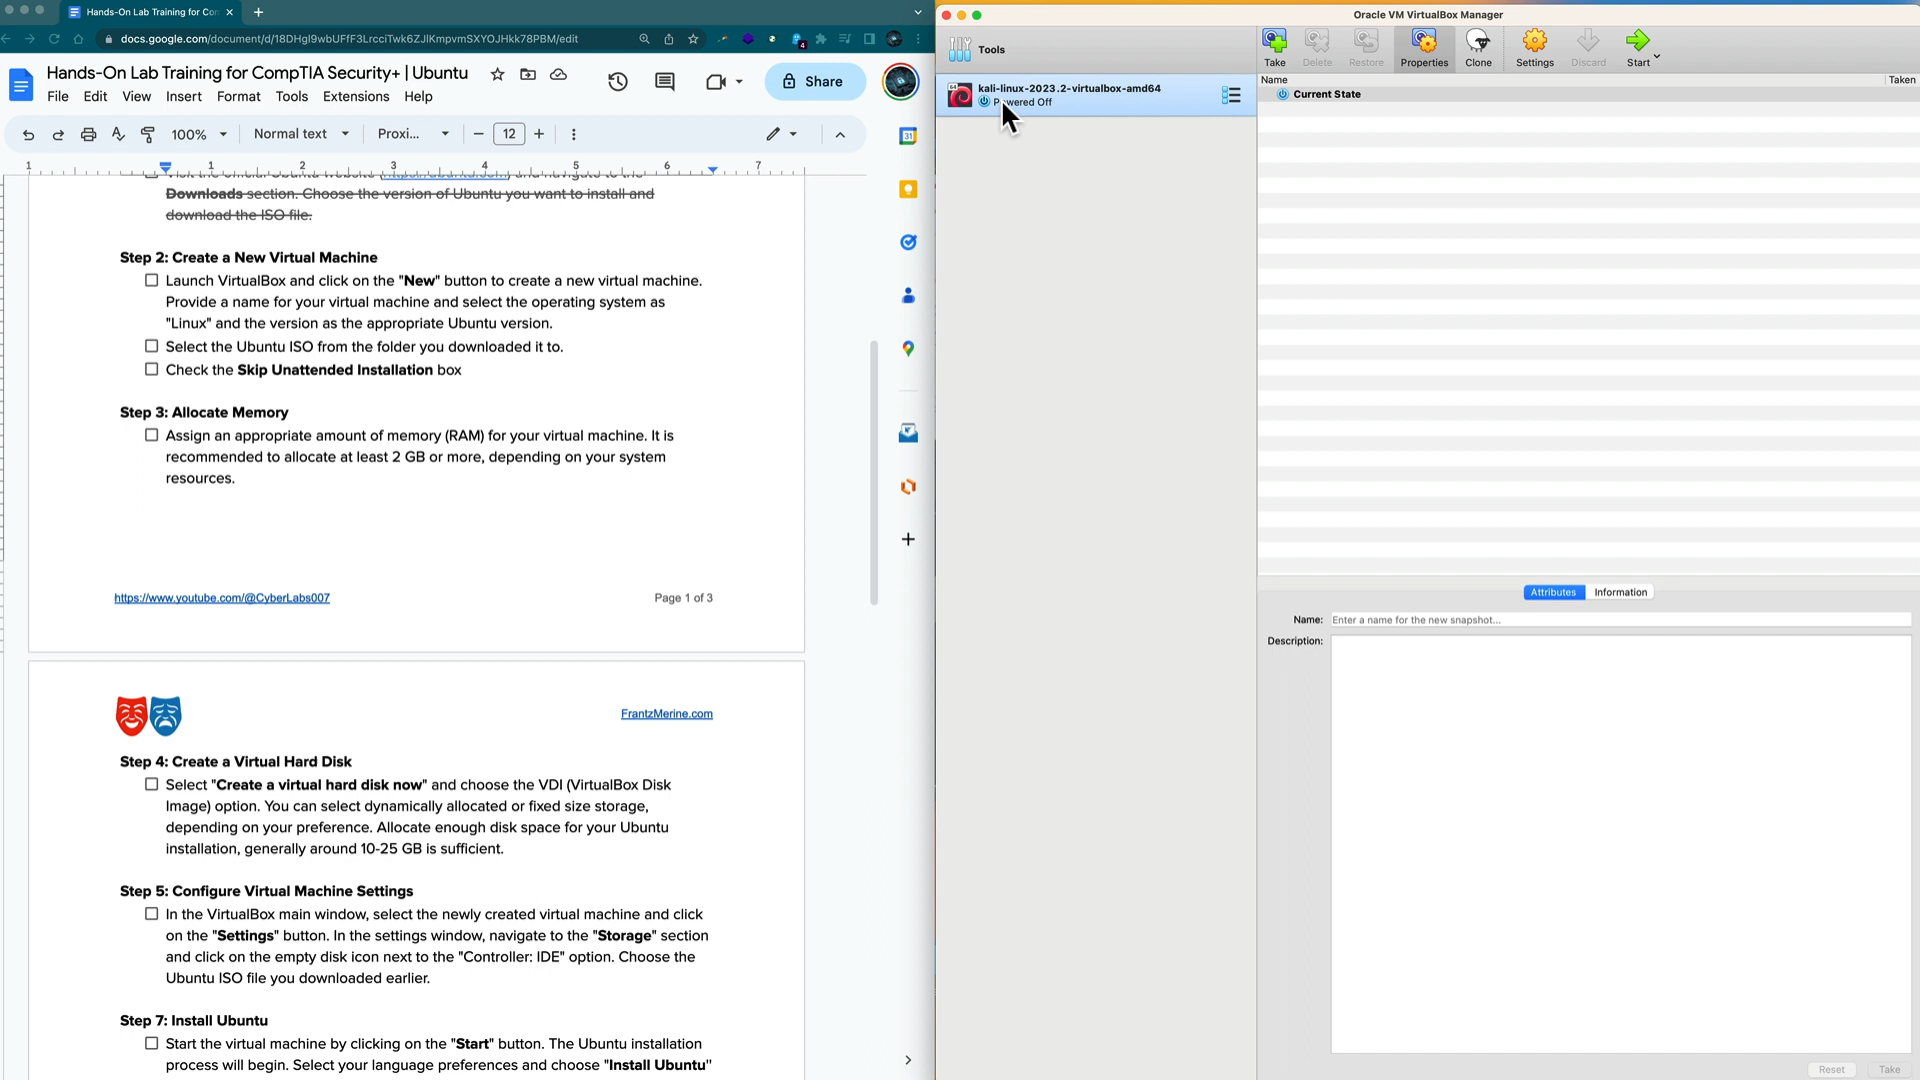 Hands-On Lab Training for Con
docs.google.com/document/d/18DHgl9wbUFfF3LrcciTwk6ZJlKmpvmSXYOJHkk78PBM/edit
4
Hands-On Lab Training for CompTIA Security+ | Ubuntu
File Edit View Insert Format Tools Extensions Help
Share
100% Normal text Proxi... 12
31
1 1 2 3 4 5 6 7
Downloads section. Choose the version of Ubuntu you want to install and
download the ISO file.
Step 2: Create a New Virtual Machine
Launch VirtualBox and click on the "New" button to create a new virtual machine.
Provide a name for your virtual machine and select the operating system as
"Linux" and the version as the appropriate Ubuntu version.
Select the Ubuntu ISO from the folder you downloaded it to.
Check the Skip Unattended Installation box
Step 3: Allocate Memory
Assign an appropriate amount of memory (RAM) for your virtual machine. It is
recommended to allocate at least 2 GB or more, depending on your system
resources.
https://www.youtube.com/@CyberLabs007 Page 1 of 3
FrantzMerine.com
Step 4: Create a Virtual Hard Disk
Select "Create a virtual hard disk now" and choose the VDI (VirtualBox Disk
Image) option. You can select dynamically allocated or fixed size storage,
depending on your preference. Allocate enough disk space for your Ubuntu
installation, generally around 10-25 GB is sufficient.
Step 5: Configure Virtual Machine Settings
In the VirtualBox main window, select the newly created virtual machine and click
on the "Settings" button. In the settings window, navigate to the "Storage" section
and click on the empty disk icon next to the "Controller: IDE" option. Choose the
Ubuntu ISO file you downloaded earlier.
Step 7: Install Ubuntu
Start the virtual machine by clicking on the "Start" button. The Ubuntu installation
process will begin. Select your language preferences and choose "Install Ubuntu"
Oracle VM VirtualBox Manager
Tools
Take Delete Restore Properties Clone Settings Discard Start
kali-linux-2023.2-virtualbox-amd64
Powered Off
Name Taken
Current State
Attributes Information
Name: Enter a name for the new snapshot...
Description:
Reset Take